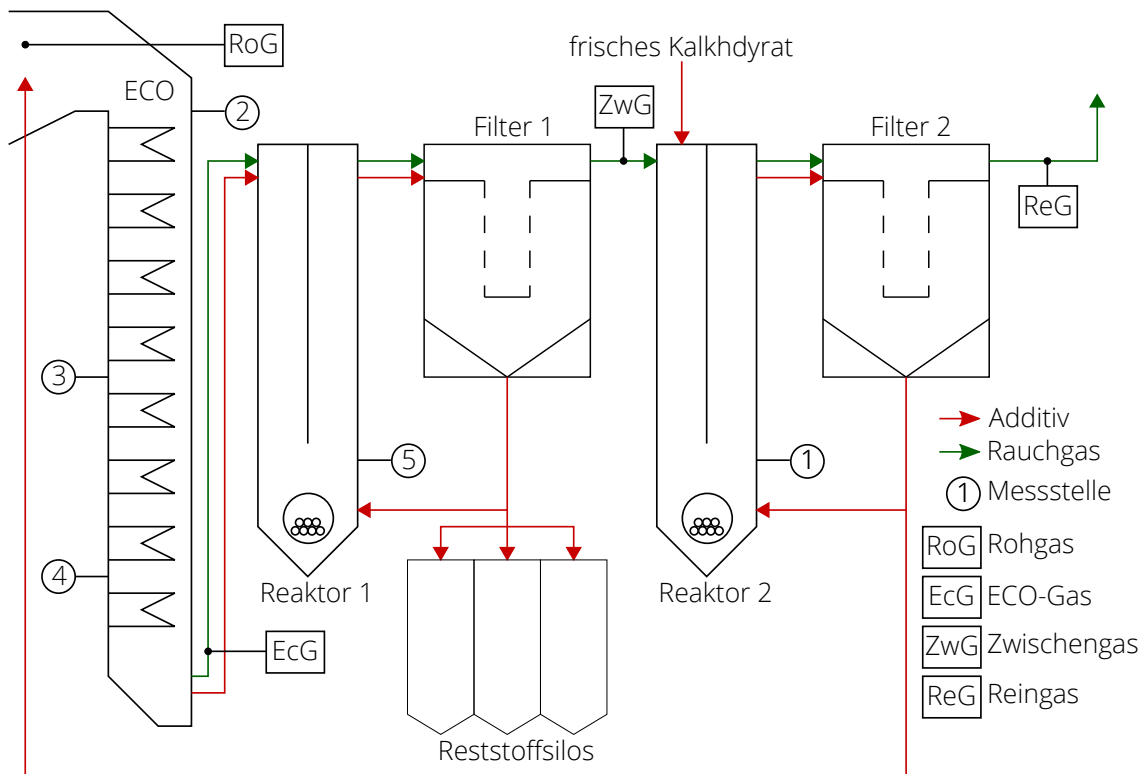 RoG
frisches Kalkhdyrat
ECO
ZwG
2
Filter 1
Filter 2
ReG
3
5
1
Additiv
Rauchgas
1 Messstelle
4
Reaktor 1
Reaktor 2
RoG Rohgas
EcG ECO-Gas
EcG
ZwG Zwischengas
ReG Reingas
Reststoffsilos